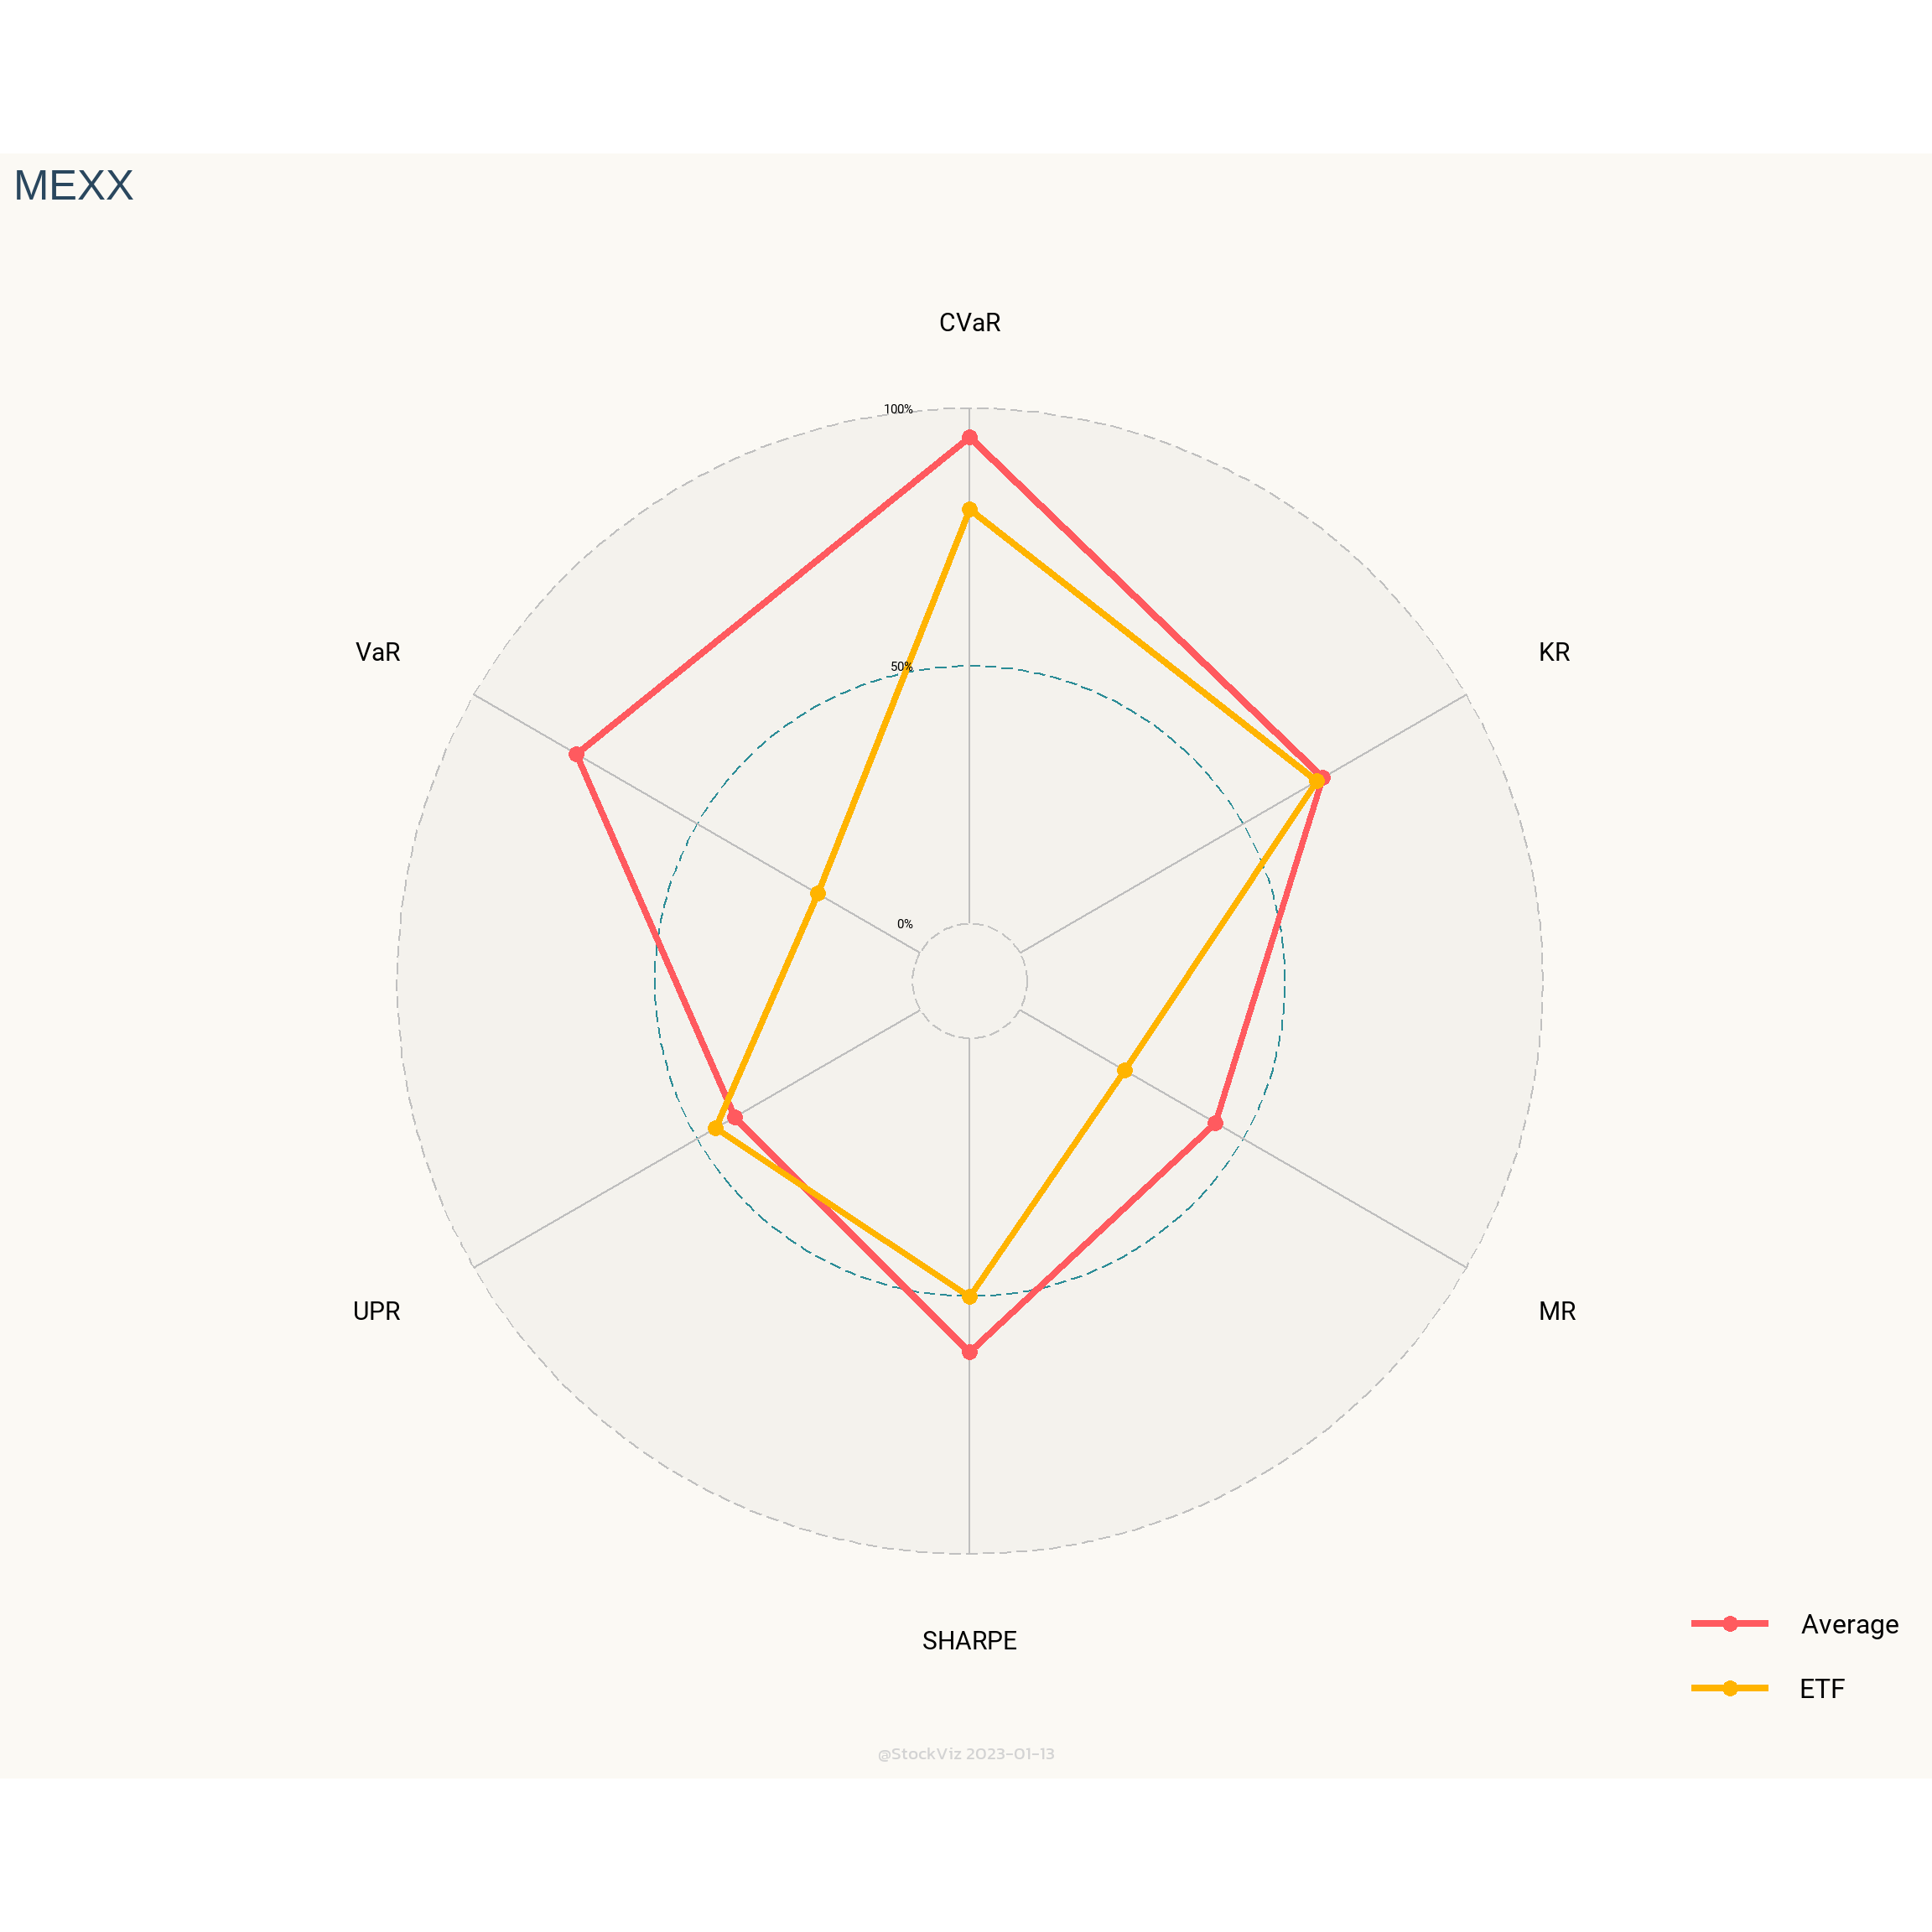 MEXX
CVaR
100%
KR
VaR
50%
0%
UPR
MR
SHARPE
Average
ETF
@StockViz 2023-01-13